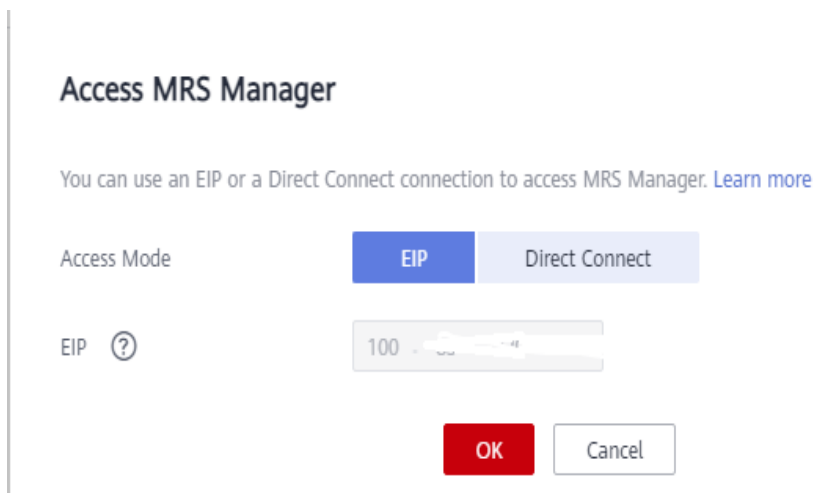 Access MRS Manager
You can use an EIP or a Direct Connect connection to access MRS Manager. Learn more
Access Mode EIP Direct Connect
EIP ? 100 .
OK Cancel